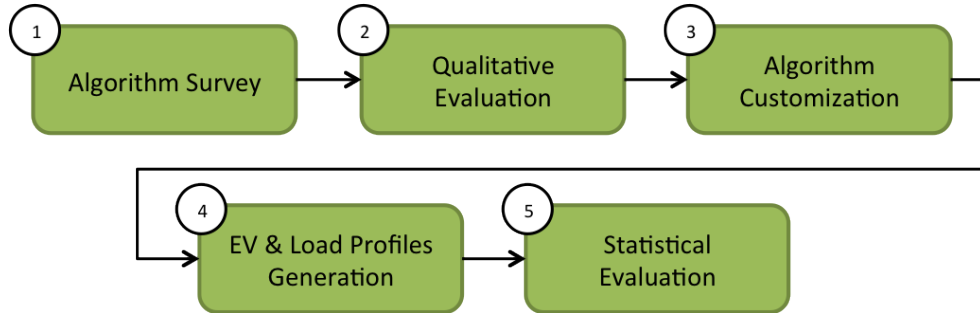 1
Algorithm Survey
2
Qualitative
Evaluation
3
Algorithm
Customization
4
EV & Load Profiles
Generation
5
Statistical
Evaluation